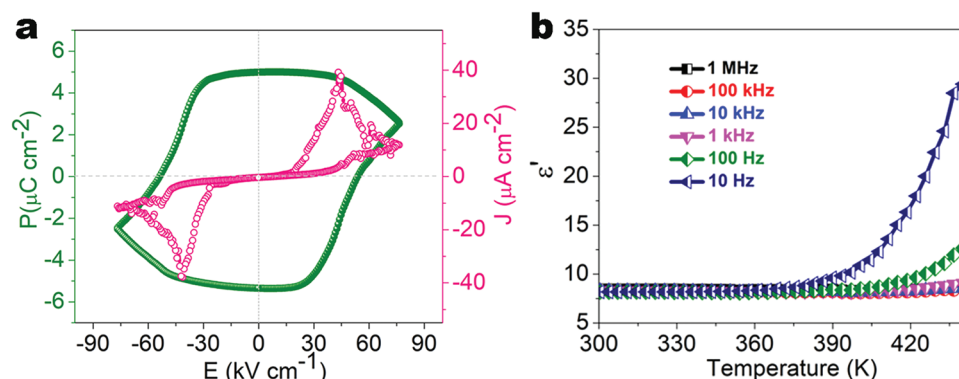 a
P(μC cm-2)
6
4
2
0
-2
-4
-6
40
20
0
-20
-40
J (μA cm-2)
-90 -60 -30 0 30 60 90
E (kV cm-1)
b
ε'
35
30
25
20
15
10
5
1 MHz
100 kHz
10 kHz
1 kHz
100 Hz
10 Hz
300 330 360 390 420
Temperature (K)